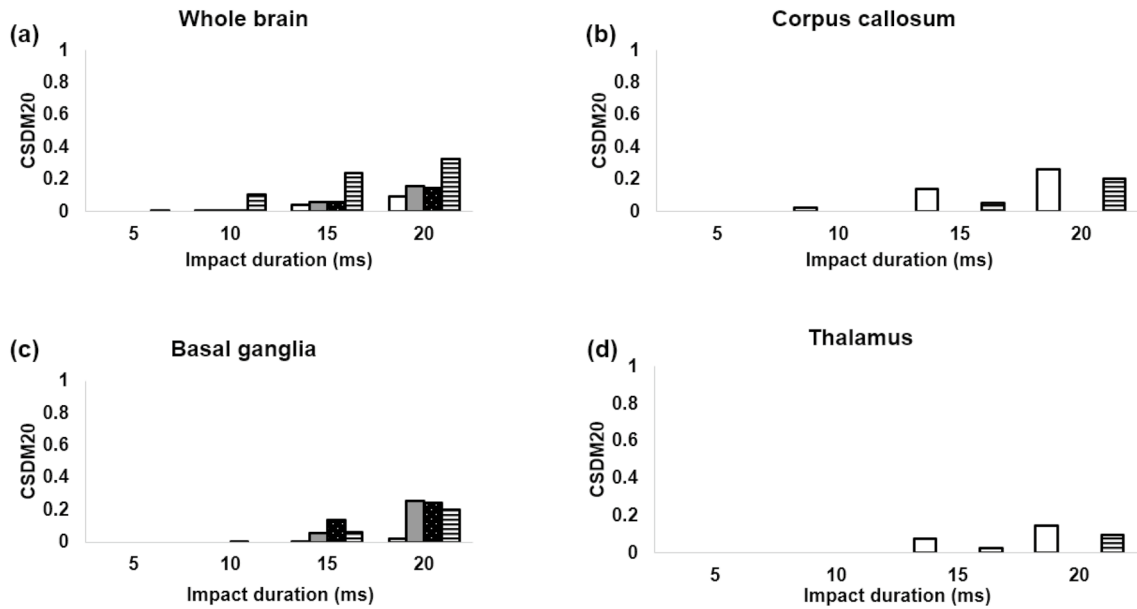 (a)
Whole brain
CSDM20
1
0.8
0.6
0.4
0.2
0
5 10 15 20
Impact duration (ms)
(b)
Corpus callosum
CSDM20
1
0.8
0.6
0.4
0.2
0
5 10 15 20
Impact duration (ms)
(c)
Basal ganglia
CSDM20
1
0.8
0.6
0.4
0.2
0
5 10 15 20
Impact duration (ms)
(d)
Thalamus
CSDM20
1
0.8
0.6
0.4
0.2
0
5 10 15 20
Impact duration (ms)